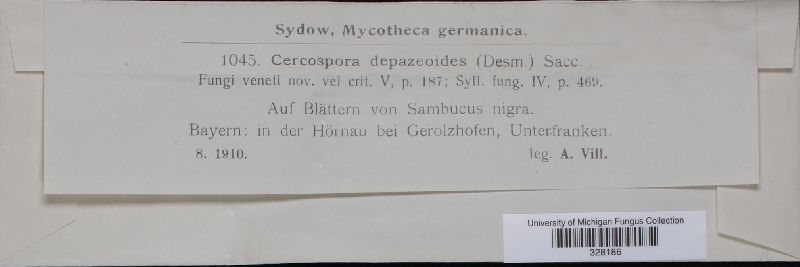 Sydow, Mycotheca germanica.
1045. Cercospora depazeoides (Desm.) Sacc.
Fungi veneti nov. vel crit. V, p. 187; Syll. fung. IV, p. 469.
Auf Blättern von Sambucus nigra.
Bayern: in der Hörnau bei Gerolzhofen, Unterfranken.
8. 1910. leg. A. Vill.
University of Michigan Fungus Collection
328186